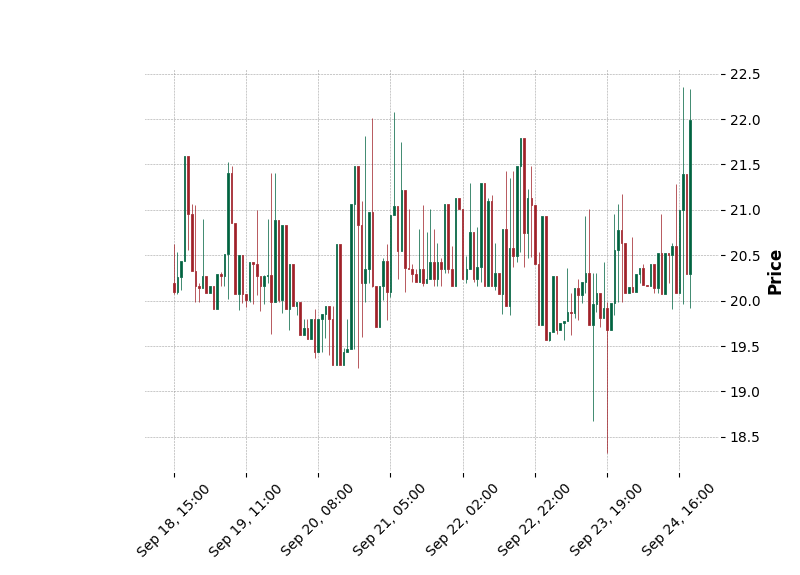 22.5
22.0
21.5
21.0
20.5
20.0
19.5
19.0
18.5
Price
Sep 18, 15:00
Sep 19, 11:00
Sep 20, 08:00
Sep 21, 05:00
Sep 22, 02:00
Sep 22, 22:00
Sep 23, 19:00
Sep 24, 16:00